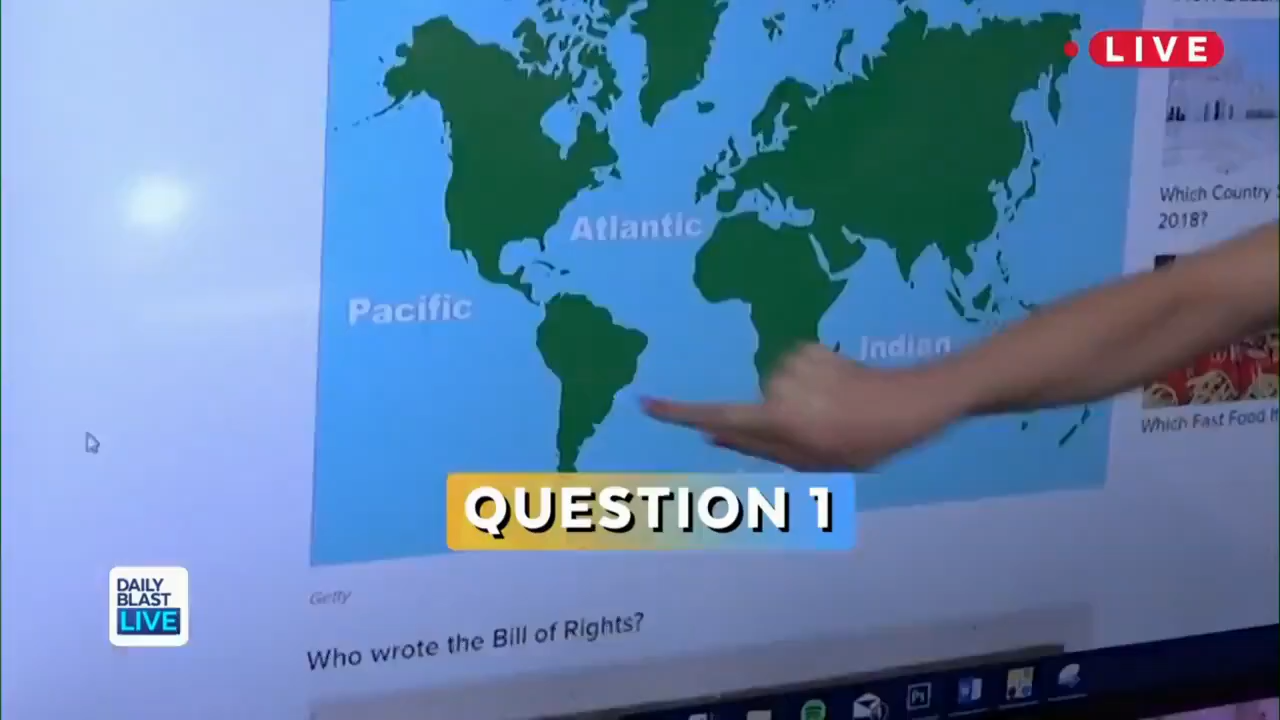 LIVE
Which Country
2018?
Atlantic
Pacific
Indian
Which Fast Food
QUESTION 1
DAILY
BLAST
LIVE
Getty
Who wrote the Bill of Rights?
Ps